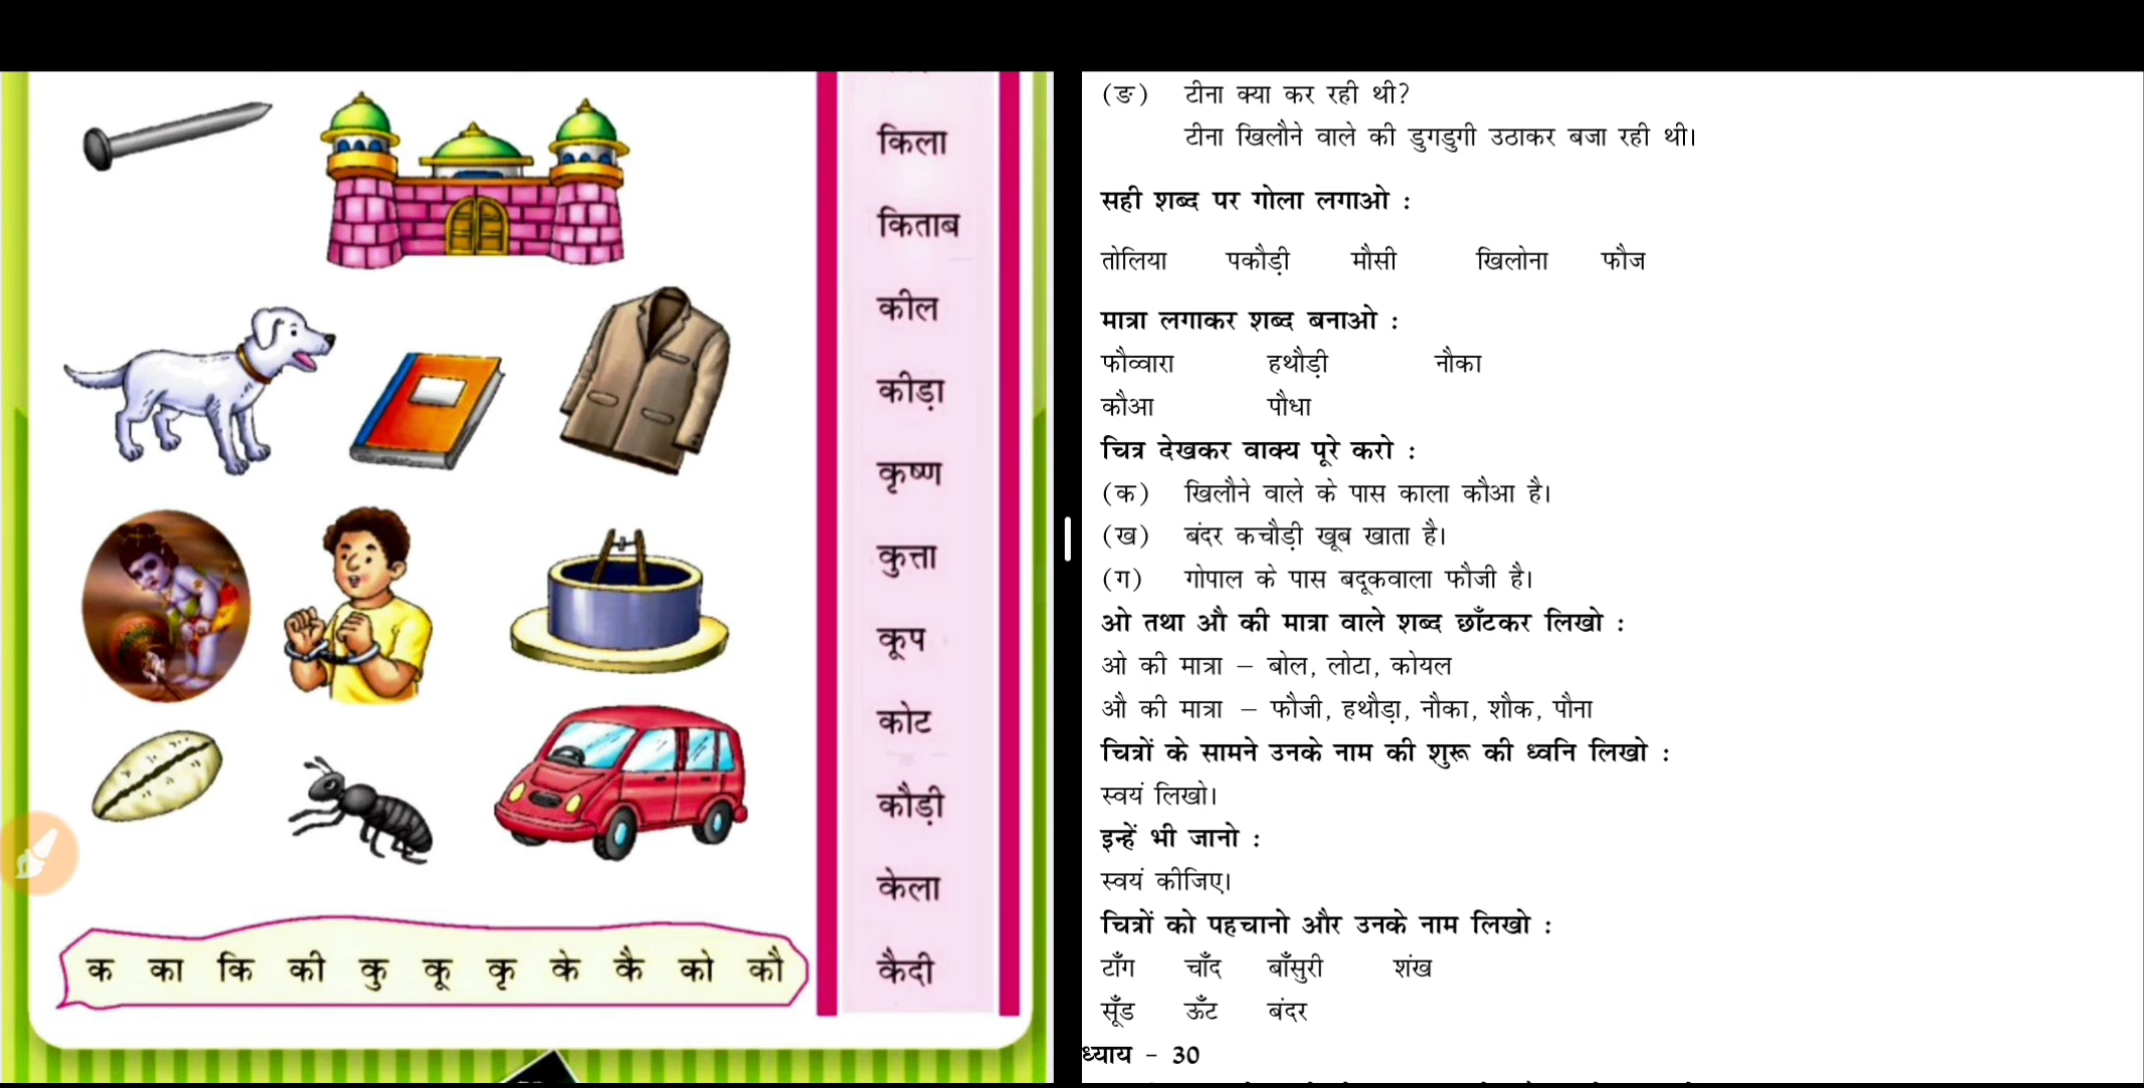 किला
किताब
कील
कीड़ा
कृष्ण
कुत्ता
कूप
कोट
कौड़ी
केला
कैदी
क का कि की कु कू कृ के कै को कौ
(ङ) टीना क्या कर रही थी?
टीना खिलौने वाले की डुगडुगी उठाकर बजा रही थी।
सही शब्द पर गोला लगाओ :
तोलिया पकौड़ी मौसी खिलोना फौज
मात्रा लगाकर शब्द बनाओ :
फौव्वारा हथौड़ी नौका
कौआ पौधा
चित्र देखकर वाक्य पूरे करो :
(क) खिलौने वाले के पास काला कौआ है।
(ख) बंदर कचौड़ी खूब खाता है।
(ग) गोपाल के पास बदूकवाला फौजी है।
ओ तथा औ की मात्रा वाले शब्द छाँटकर लिखो :
ओ की मात्रा – बोल, लोटा, कोयल
औ की मात्रा – फौजी, हथौड़ा, नौका, शौक, पौना
चित्रों के सामने उनके नाम की शुरू की ध्वनि लिखो :
स्वयं लिखो।
इन्हें भी जानो :
स्वयं कीजिए।
चित्रों को पहचानो और उनके नाम लिखो :
टाँग चाँद बाँसुरी शंख
सूँड ऊँट बंदर
ध्याय - 30